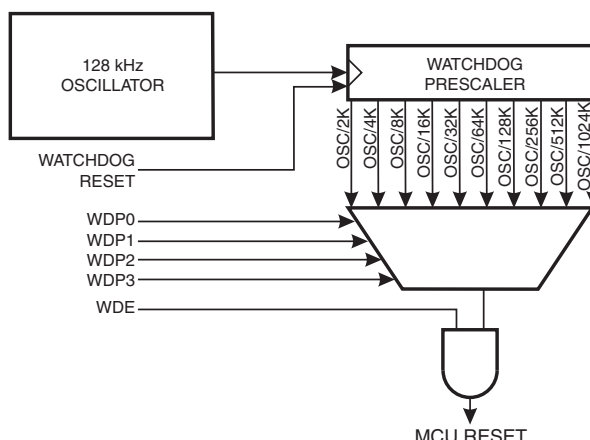 128 kHz
OSCILLATOR
WATCHDOG
PRESCALER
OSC/2K
OSC/4K
OSC/8K
OSC/16K
OSC/32K
OSC/64K
OSC/128K
OSC/256K
OSC/512K
OSC/1024K
WATCHDOG
RESET
WDP0
WDP1
WDP2
WDP3
WDE
MCU RESET